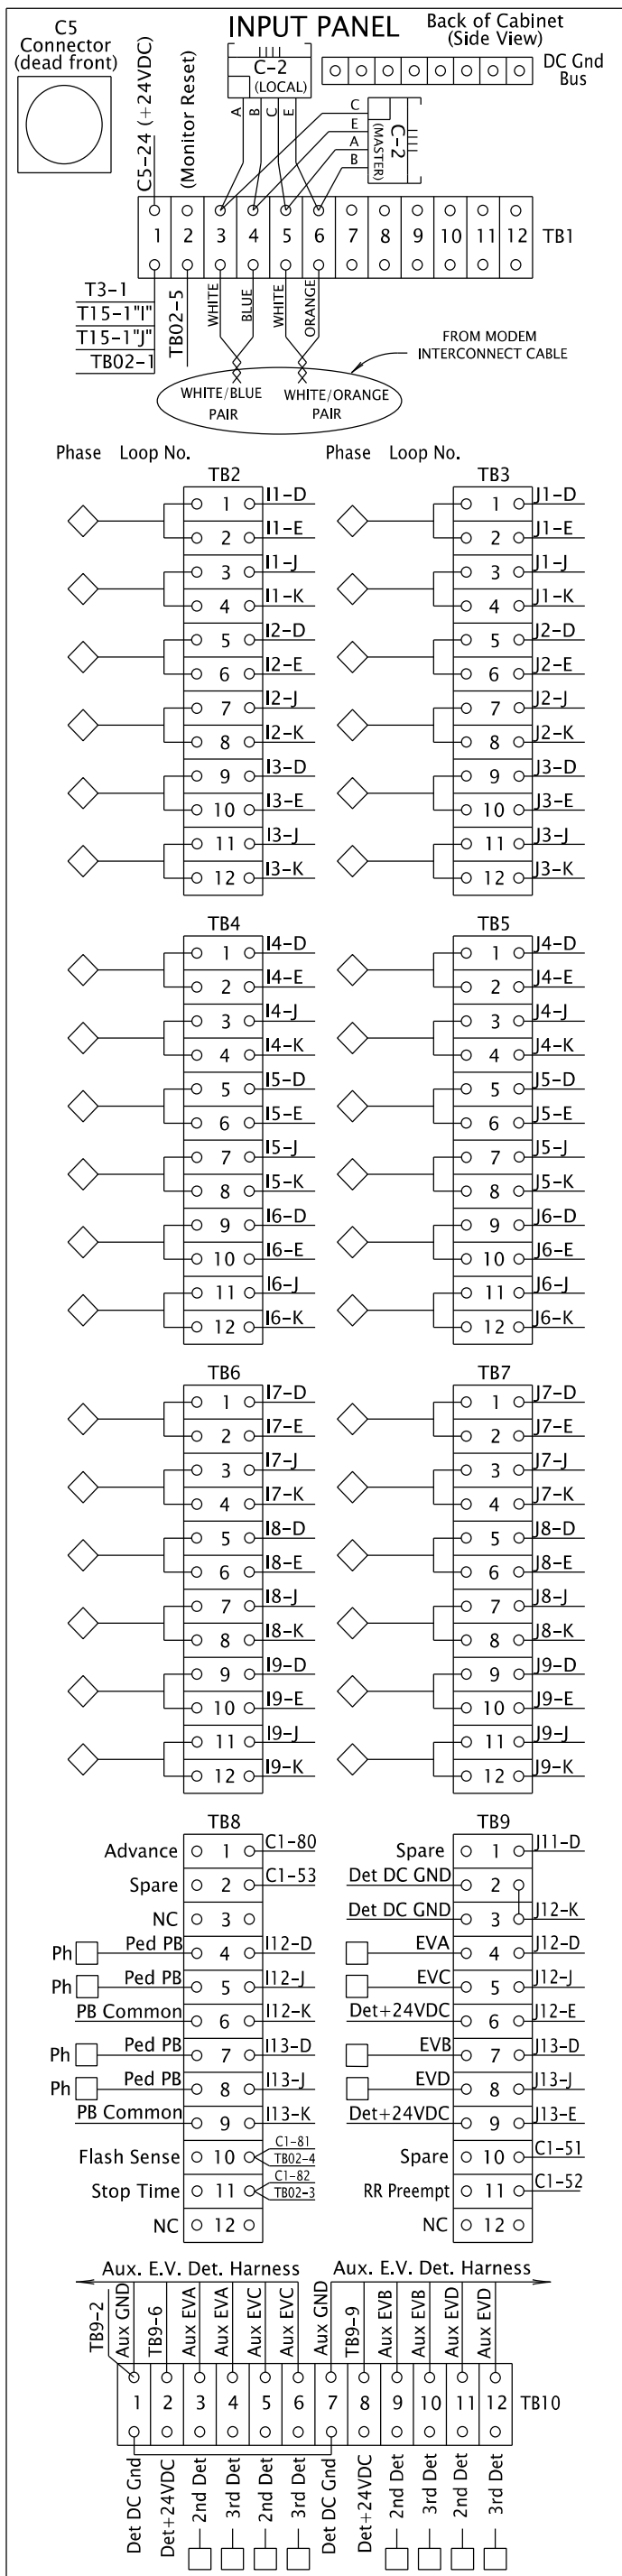 C5
Connector
(dead front)
INPUT PANEL
Back of Cabinet
(Side View)
DC Gnd
Bus
C-2
(LOCAL)
A B C E
C
E
A
B
C-2
(MASTER)
C5-24 (+24VDC)
(Monitor Reset)
1 2 3 4 5 6 7 8 9 10 11 12 TB1
T3-1
T15-1"I"
T15-1"J"
TB02-1
TB02-5
WHITE BLUE WHITE ORANGE
FROM MODEM
INTERCONNECT CABLE
WHITE/BLUE
PAIR
WHITE/ORANGE
PAIR
Phase Loop No. Phase Loop No.
TB2
1 I1-D
2 I1-E
3 I1-J
4 I1-K
5 I2-D
6 I2-E
7 I2-J
8 I2-K
9 I3-D
10 I3-E
11 I3-J
12 I3-K
TB3
1 J1-D
2 J1-E
3 J1-J
4 J1-K
5 J2-D
6 J2-E
7 J2-J
8 J2-K
9 J3-D
10 J3-E
11 J3-J
12 J3-K
TB4
1 I4-D
2 I4-E
3 I4-J
4 I4-K
5 I5-D
6 I5-E
7 I5-J
8 I5-K
9 I6-D
10 I6-E
11 I6-J
12 I6-K
TB5
1 J4-D
2 J4-E
3 J4-J
4 J4-K
5 J5-D
6 J5-E
7 J5-J
8 J5-K
9 J6-D
10 J6-E
11 J6-J
12 J6-K
TB6
1 I7-D
2 I7-E
3 I7-J
4 I7-K
5 I8-D
6 I8-E
7 I8-J
8 I8-K
9 I9-D
10 I9-E
11 I9-J
12 I9-K
TB7
1 J7-D
2 J7-E
3 J7-J
4 J7-K
5 J8-D
6 J8-E
7 J8-J
8 J8-K
9 J9-D
10 J9-E
11 J9-J
12 J9-K
TB8
Advance 1 C1-80
Spare 2 C1-53
NC 3
Ph Ped PB 4 I12-D
Ph Ped PB 5 I12-J
PB Common 6 I12-K
Ph Ped PB 7 I13-D
Ph Ped PB 8 I13-J
PB Common 9 I13-K
Flash Sense 10 C1-81
TB02-4
Stop Time 11 C1-82
TB02-3
NC 12
TB9
Spare 1 J11-D
Det DC GND 2
Det DC GND 3 J12-K
EVA 4 J12-D
EVC 5 J12-J
Det+24VDC 6 J12-E
EVB 7 J13-D
EVD 8 J13-J
Det+24VDC 9 J13-E
Spare 10 C1-51
RR Preempt 11 C1-52
NC 12
Aux. E.V. Det. Harness Aux. E.V. Det. Harness
TB9-2
Aux GND
TB9-6
Aux EVA
Aux EVA
Aux EVC
Aux EVC
Aux GND
TB9-9
Aux EVB
Aux EVB
Aux EVD
Aux EVD
1 2 3 4 5 6 7 8 9 10 11 12 TB10
Det DC Gnd
Det+24VDC
2nd Det
3rd Det
2nd Det
3rd Det
Det DC Gnd
Det+24VDC
2nd Det
3rd Det
2nd Det
3rd Det